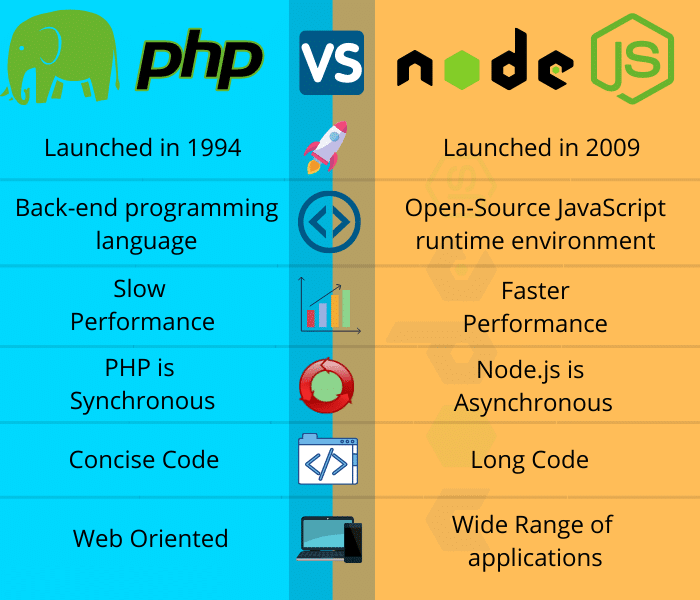 php VS node JS
Launched in 1994
Launched in 2009
Back-end programming
language
Open-Source JavaScript
runtime environment
Slow
Performance
Faster
Performance
PHP is
Synchronous
Node.js is
Asynchronous
Concise Code
Long Code
Web Oriented
Wide Range of
applications